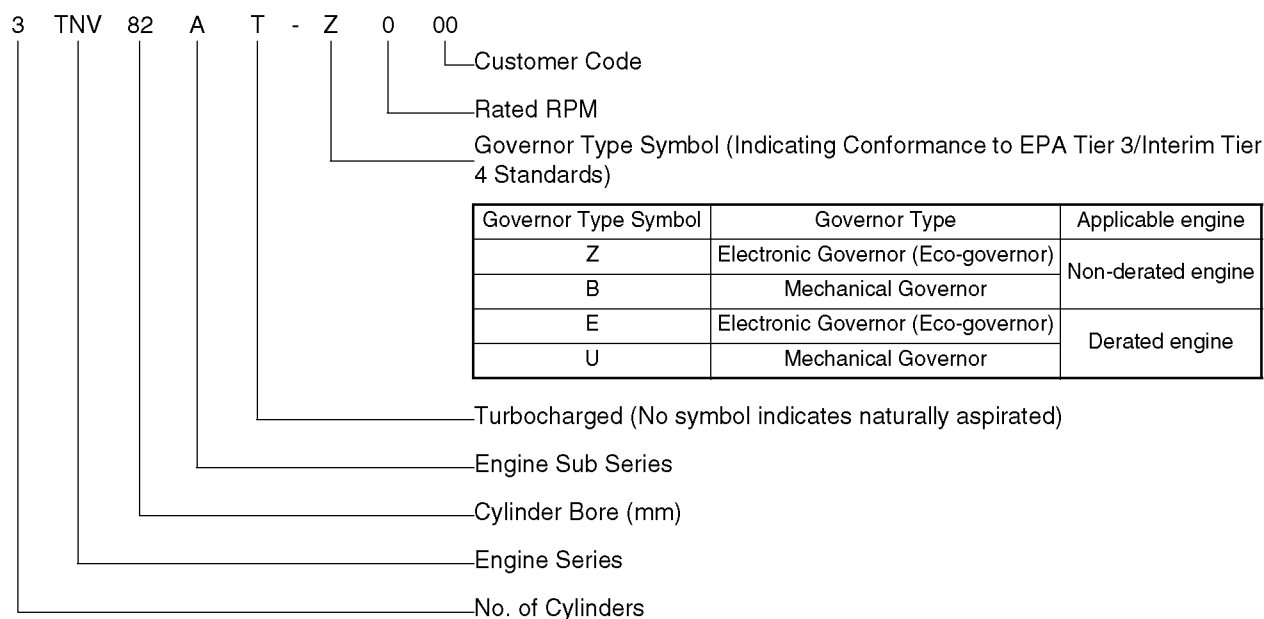 3 TNV 82 A T - Z 0 00
Customer Code
Rated RPM
Governor Type Symbol (Indicating Conformance to EPA Tier 3/Interim Tier
4 Standards)
Governor Type Symbol Governor Type Applicable engine
Z Electronic Governor (Eco-governor) Non-derated engine
B Mechanical Governor
E Electronic Governor (Eco-governor) Derated engine
U Mechanical Governor
Turbocharged (No symbol indicates naturally aspirated)
Engine Sub Series
Cylinder Bore (mm)
Engine Series
No. of Cylinders